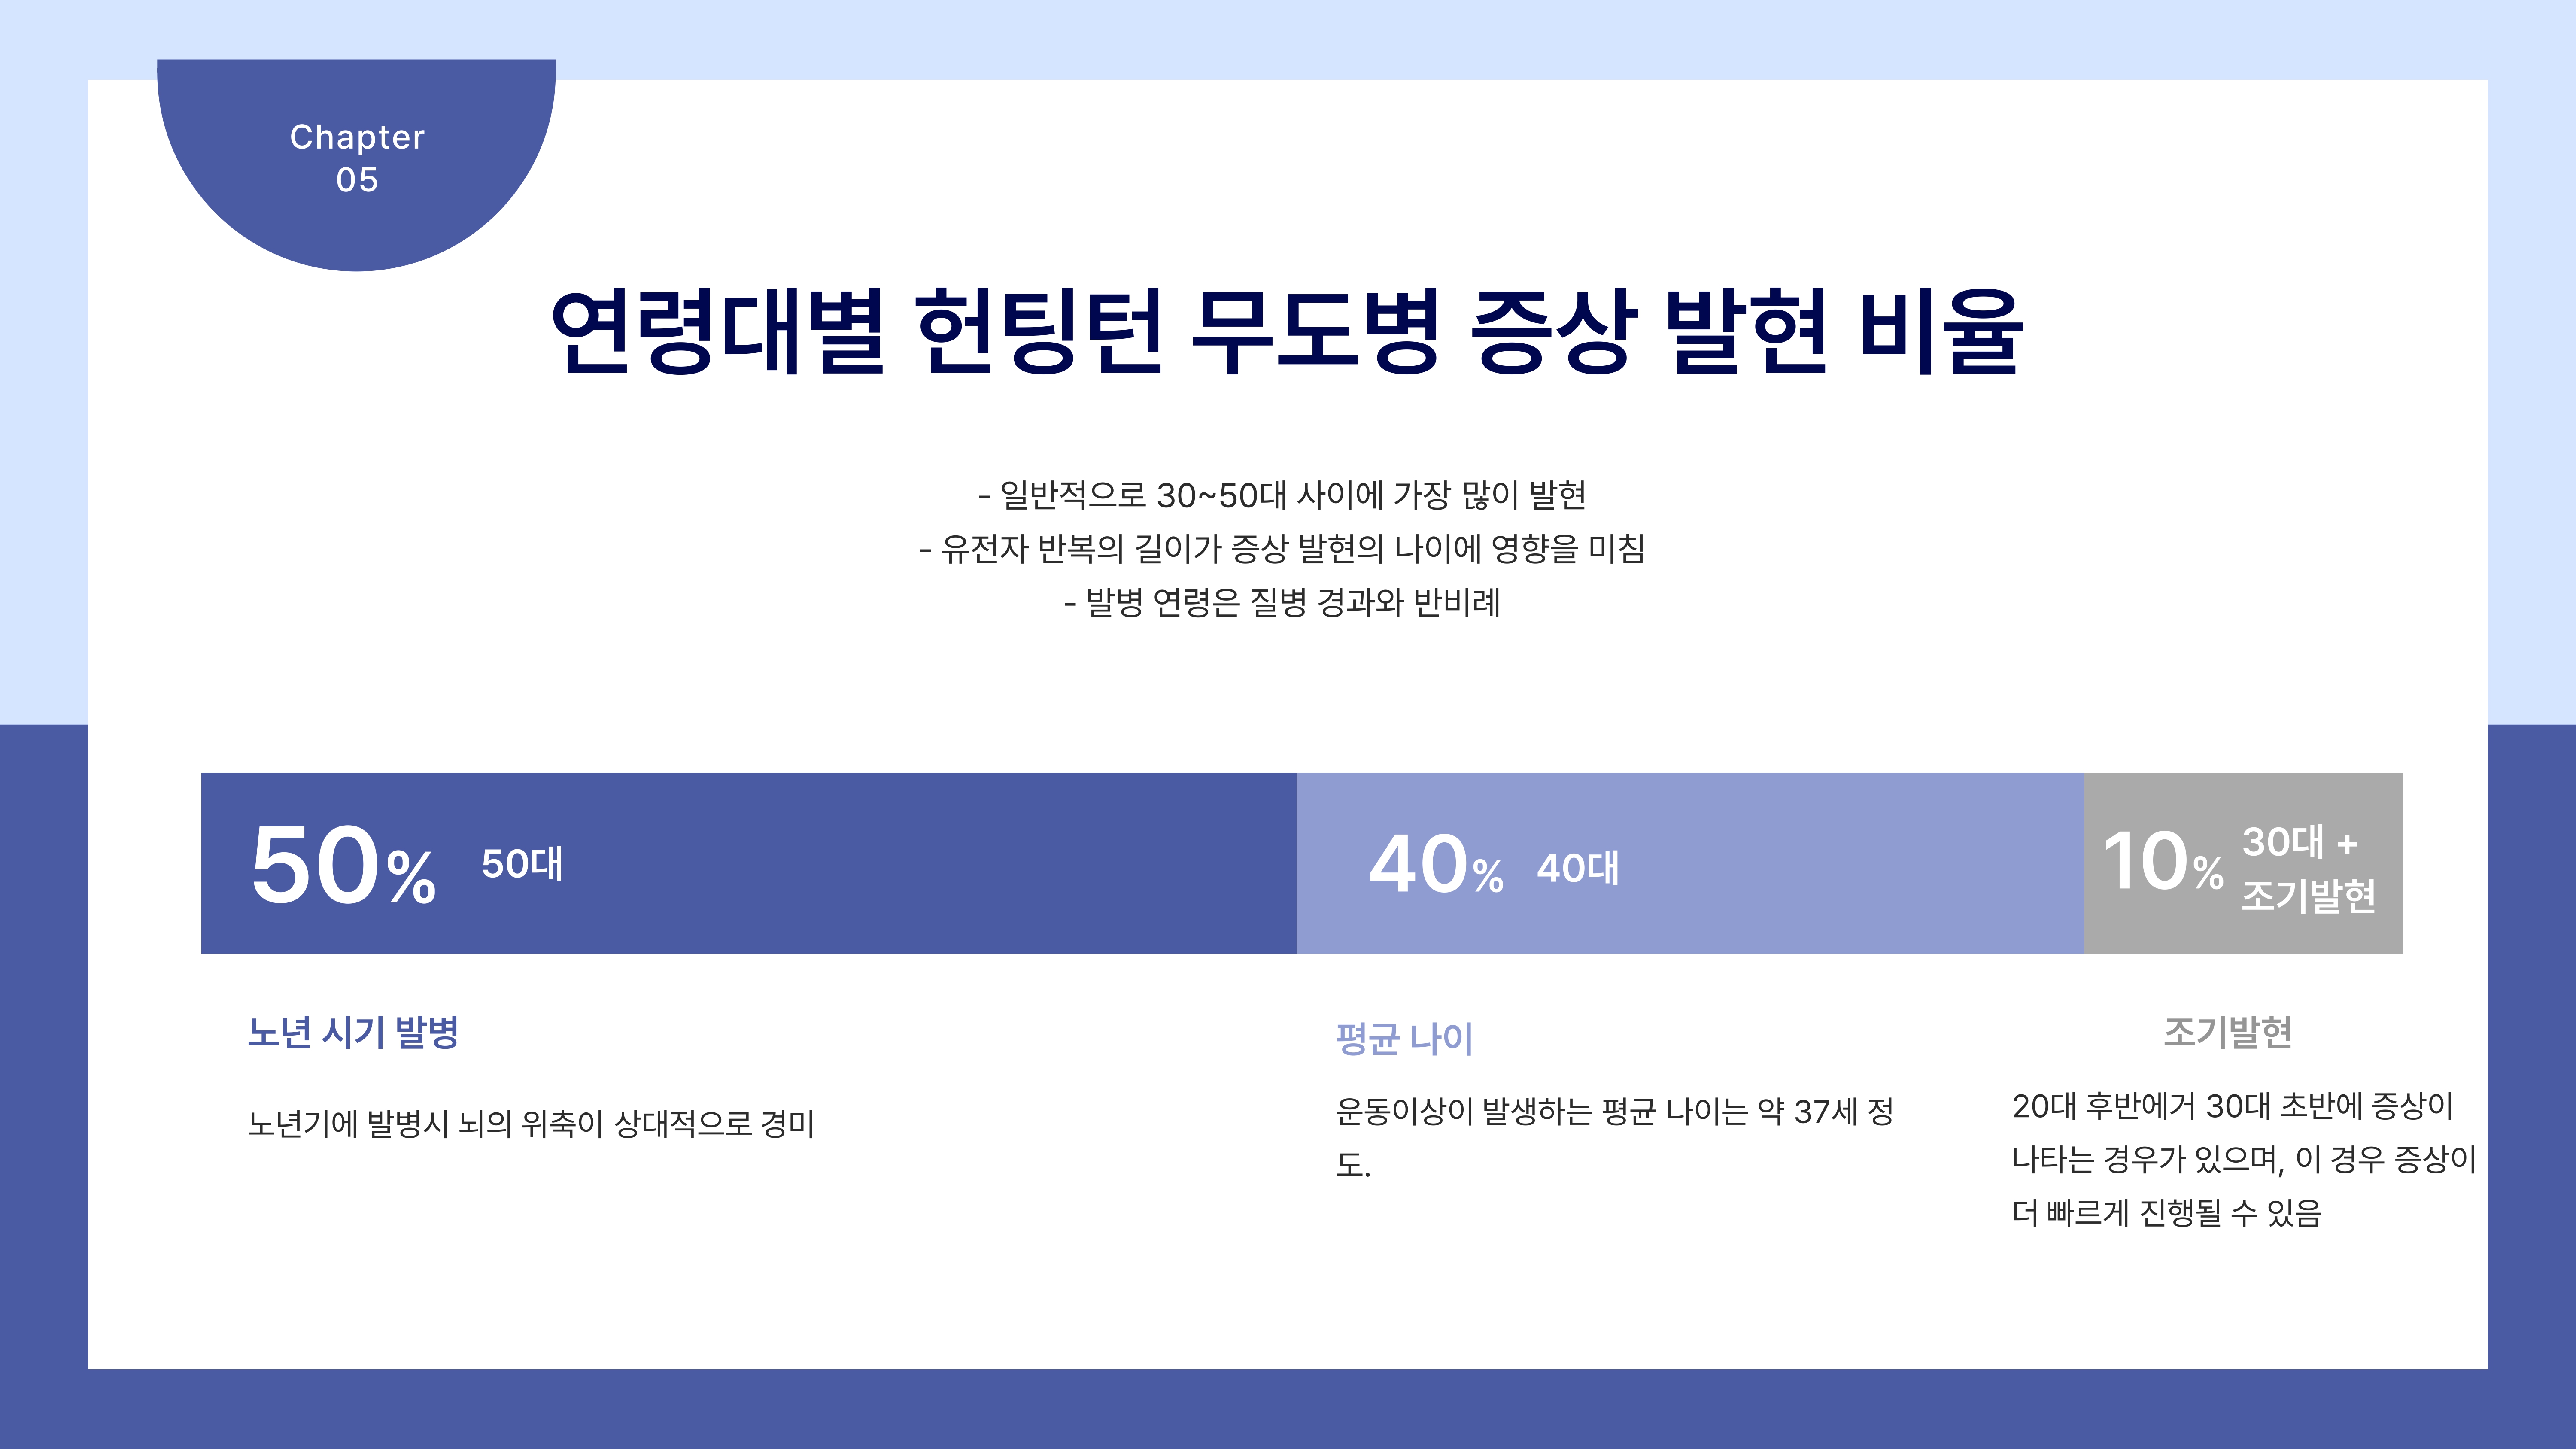 Chapter
05
연령대별 헌팅턴 무도병 증상 발현 비율
- 일반적으로 30~50대 사이에 가장 많이 발현
- 유전자 반복의 길이가 증상 발현의 나이에 영향을 미침
- 발병 연령은 질병 경과와 반비례
50% 50대
40% 40대
10% 30대 +
조기발현
노년 시기 발병
노년기에 발병시 뇌의 위축이 상대적으로 경미
평균 나이
운동이상이 발생하는 평균 나이는 약 37세 정
도.
조기발현
20대 후반에거 30대 초반에 증상이
나타는 경우가 있으며, 이 경우 증상이
더 빠르게 진행될 수 있음